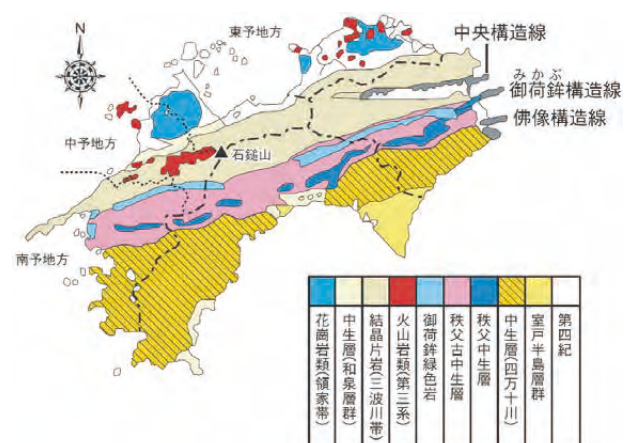 N
東予地方
中央構造線
みかぶ
御荷鉾構造線
佛像構造線
中予地方
石鎚山
南予地方
花崗岩類(領家帯)
中生層(和泉層群)
結晶片岩(三波川帯)
火山岩類(第三系)
御荷鉾緑色岩
秩父古中生層
秩父中生層
中生層(四万十川)
室戸半島層群
第四紀